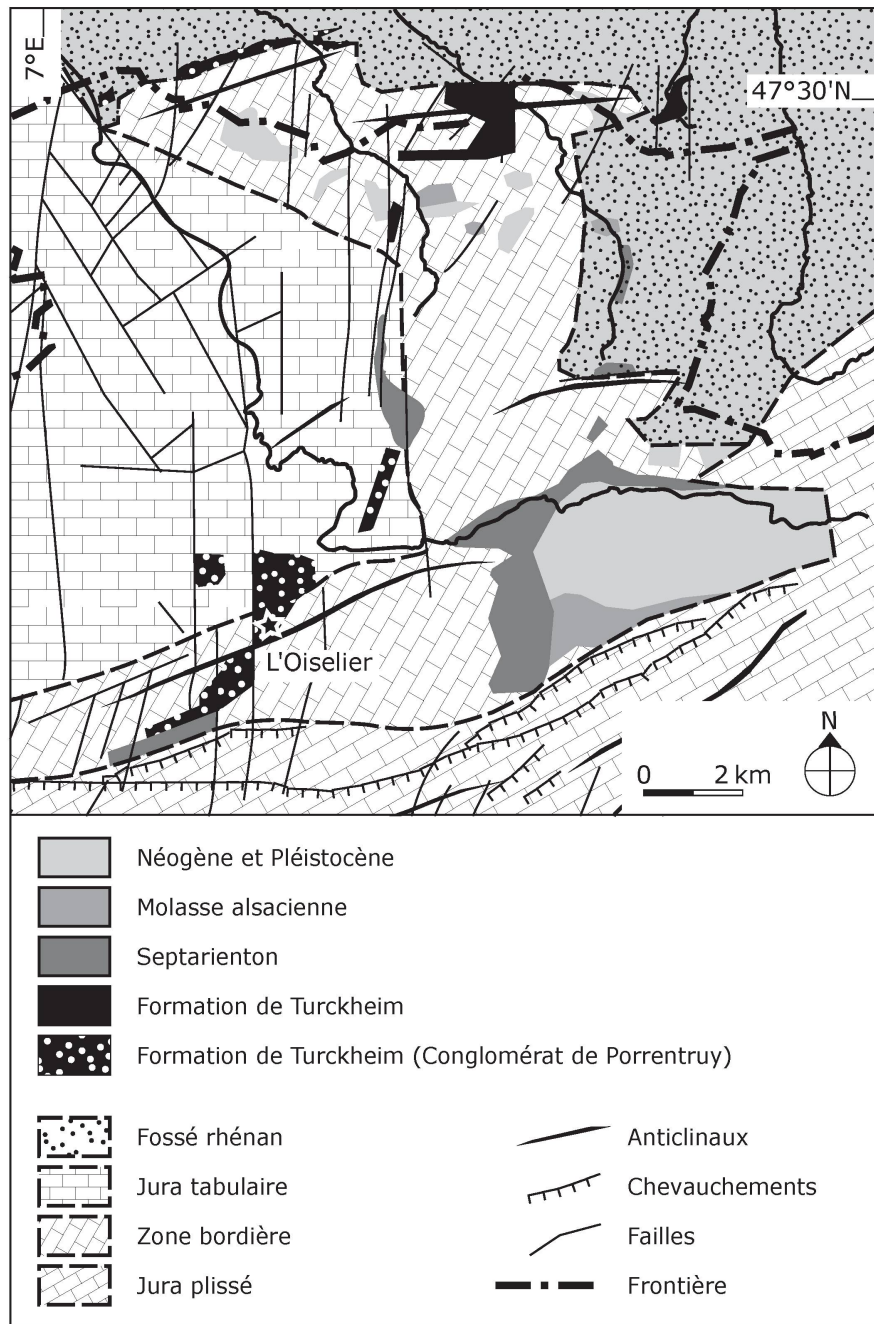 7°E
47°30'N
L'Oiselier
N
0 2 km
Néogène et Pléistocène
Molasse alsacienne
Septarienton
Formation de Turckheim
Formation de Turckheim (Conglomérat de Porrentruy)
Fossé rhénan
Jura tabulaire
Zone bordière
Jura plissé
Anticlinaux
Chevauchements
Failles
Frontière